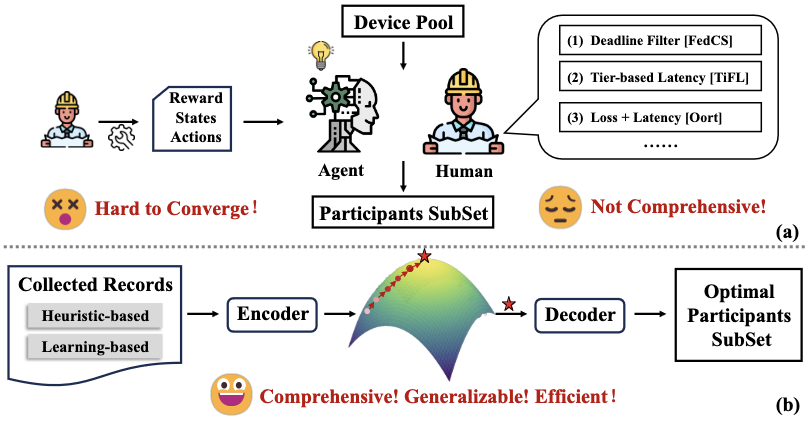 Device Pool
(1) Deadline Filter [FedCS]
(2) Tier-based Latency [TiFL]
(3) Loss + Latency [Oort]
......
Reward
States
Actions
Agent
Human
Hard to Converge!
Participants SubSet
Not Comprehensive!
(a)
Collected Records
Heuristic-based
Learning-based
Encoder
Decoder
Optimal
Participants
SubSet
Comprehensive! Generalizable! Efficient!
(b)